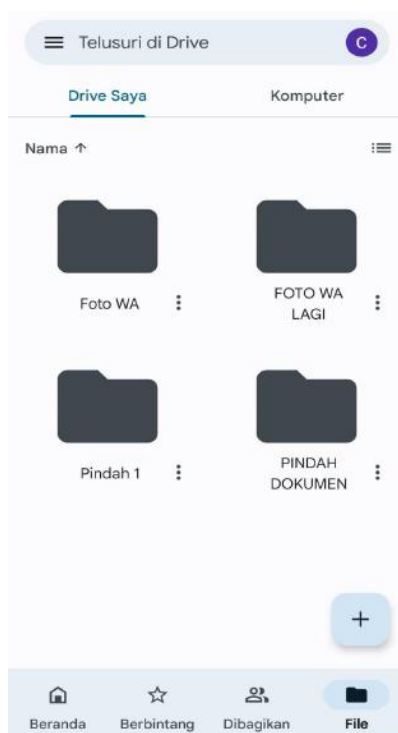 Telusuri di Drive
C
Drive Saya
Komputer
Nama ↑
Foto WA
FOTO WA
LAGI
Pindah 1
PINDAH
DOKUMEN
Beranda
Berbintang
Dibagikan
File